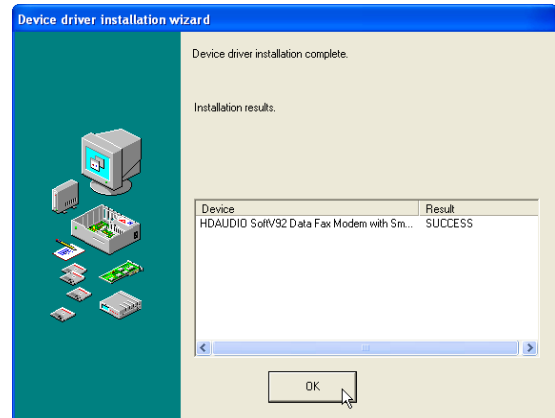 Device driver installation wizard
Device driver installation complete.
Installation results.
Device Result
HDAUDIO SoftV92 Data Fax Modem with Sm... SUCCESS
OK